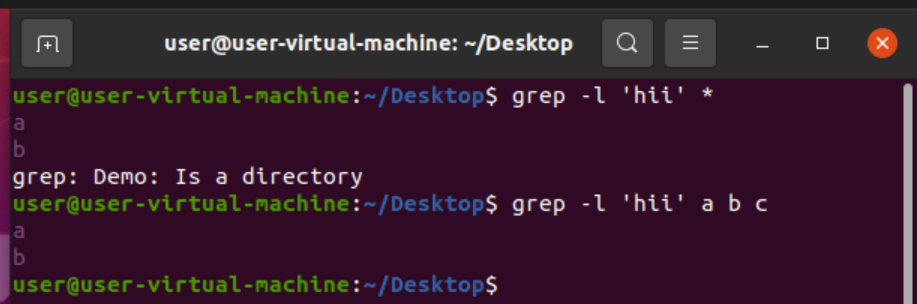 user@user-virtual-machine: ~/Desktop
user@user-virtual-machine:~/Desktop$ grep -l 'hii' *
a
b
grep: Demo: Is a directory
user@user-virtual-machine:~/Desktop$ grep -l 'hii' a b c
a
b
user@user-virtual-machine:~/Desktop$